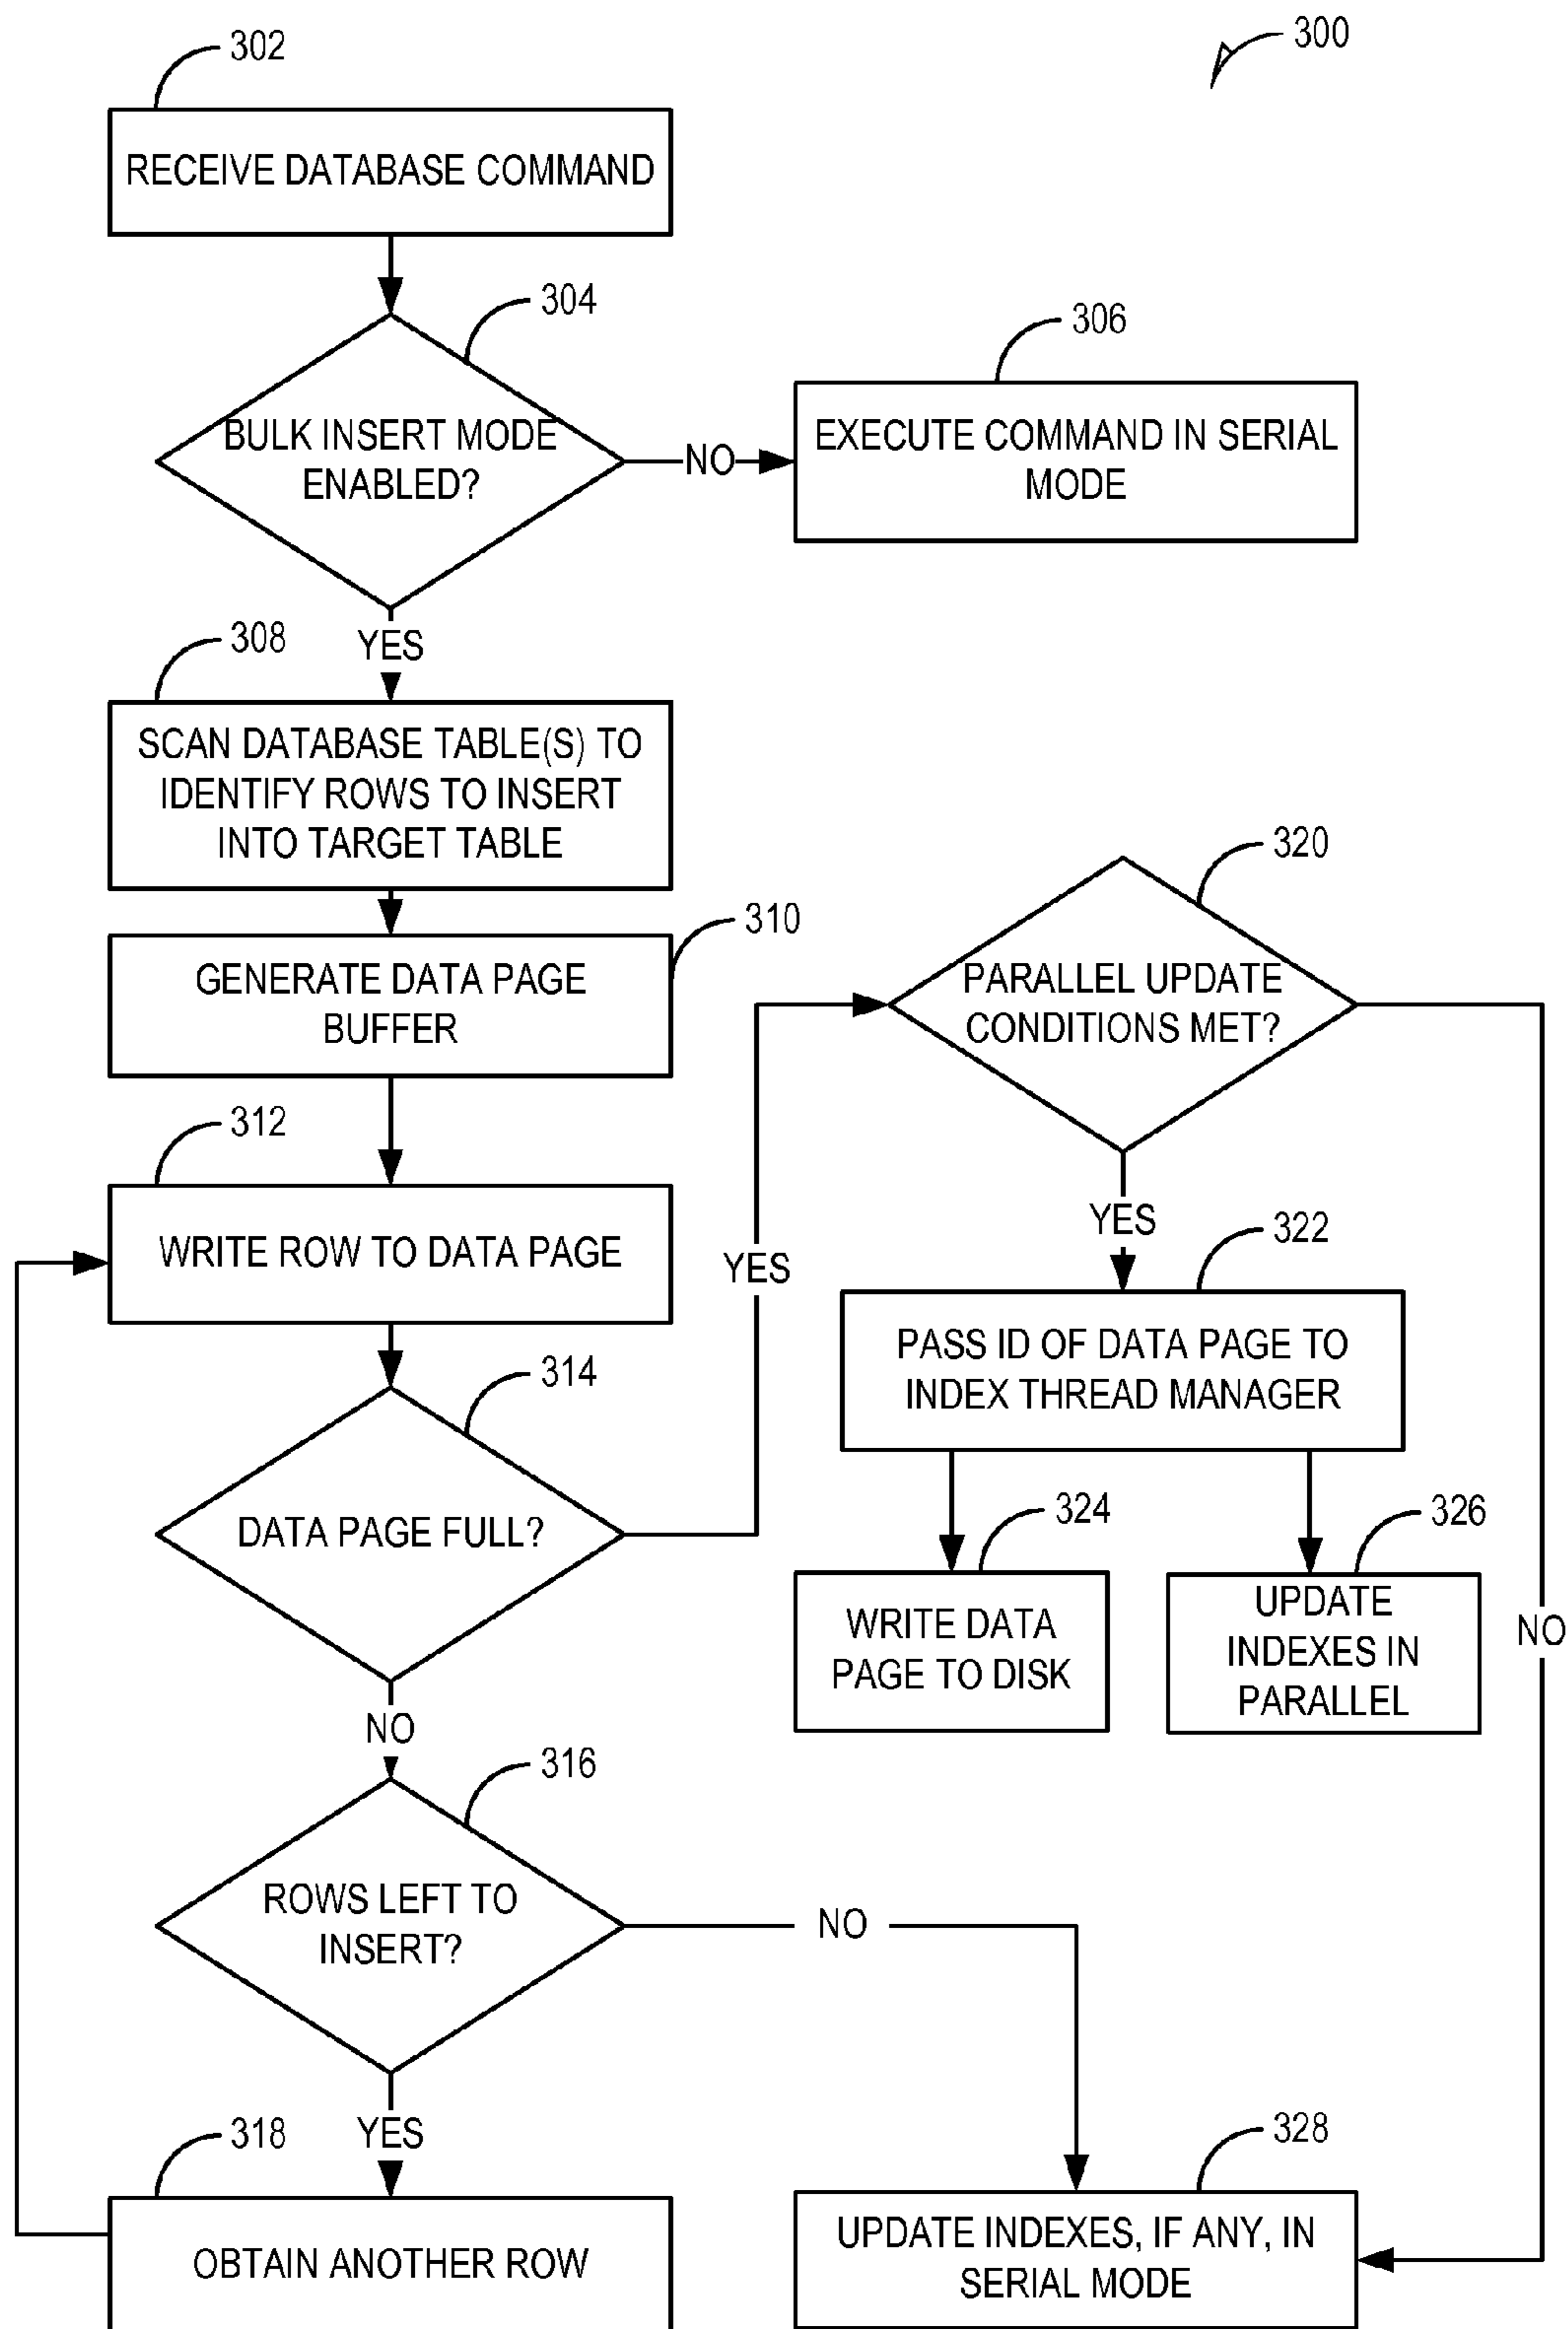 300
302
RECEIVE DATABASE COMMAND
304
BULK INSERT MODE
ENABLED?
NO
306
EXECUTE COMMAND IN SERIAL
MODE
YES
308
SCAN DATABASE TABLE(S) TO
IDENTIFY ROWS TO INSERT
INTO TARGET TABLE
310
GENERATE DATA PAGE
BUFFER
312
WRITE ROW TO DATA PAGE
314
DATA PAGE FULL?
YES
NO
316
ROWS LEFT TO
INSERT?
NO
YES
318
OBTAIN ANOTHER ROW
320
PARALLEL UPDATE
CONDITIONS MET?
YES
NO
322
PASS ID OF DATA PAGE TO
INDEX THREAD MANAGER
324
WRITE DATA
PAGE TO DISK
326
UPDATE
INDEXES IN
PARALLEL
328
UPDATE INDEXES, IF ANY, IN
SERIAL MODE